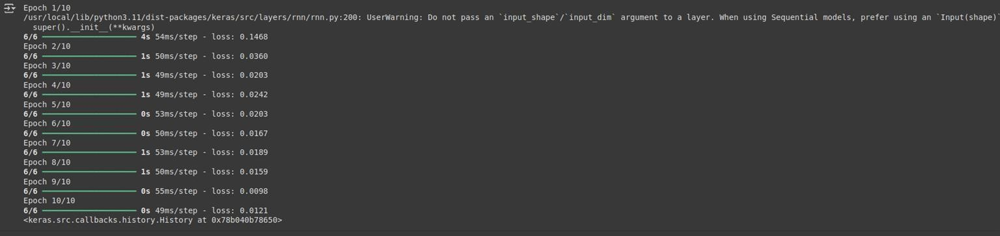 Epoch 1/10
/usr/local/lib/python3.11/dist-packages/keras/src/layers/rnn/rnn.py:200: UserWarning: Do not pass an `input_shape`/`input_dim` argument to a layer. When using Sequential models, prefer using an `Input(shape)`
  super().__init__(**kwargs)
6/6 ━━━━━━━━━━━━━━━━━━━━ 4s 54ms/step - loss: 0.1468
Epoch 2/10
6/6 ━━━━━━━━━━━━━━━━━━━━ 1s 50ms/step - loss: 0.0360
Epoch 3/10
6/6 ━━━━━━━━━━━━━━━━━━━━ 1s 49ms/step - loss: 0.0203
Epoch 4/10
6/6 ━━━━━━━━━━━━━━━━━━━━ 1s 49ms/step - loss: 0.0242
Epoch 5/10
6/6 ━━━━━━━━━━━━━━━━━━━━ 0s 53ms/step - loss: 0.0203
Epoch 6/10
6/6 ━━━━━━━━━━━━━━━━━━━━ 0s 50ms/step - loss: 0.0167
Epoch 7/10
6/6 ━━━━━━━━━━━━━━━━━━━━ 1s 53ms/step - loss: 0.0189
Epoch 8/10
6/6 ━━━━━━━━━━━━━━━━━━━━ 1s 50ms/step - loss: 0.0159
Epoch 9/10
6/6 ━━━━━━━━━━━━━━━━━━━━ 0s 55ms/step - loss: 0.0098
Epoch 10/10
6/6 ━━━━━━━━━━━━━━━━━━━━ 0s 49ms/step - loss: 0.0121
<keras.src.callbacks.history.History at 0x78b040b78650>